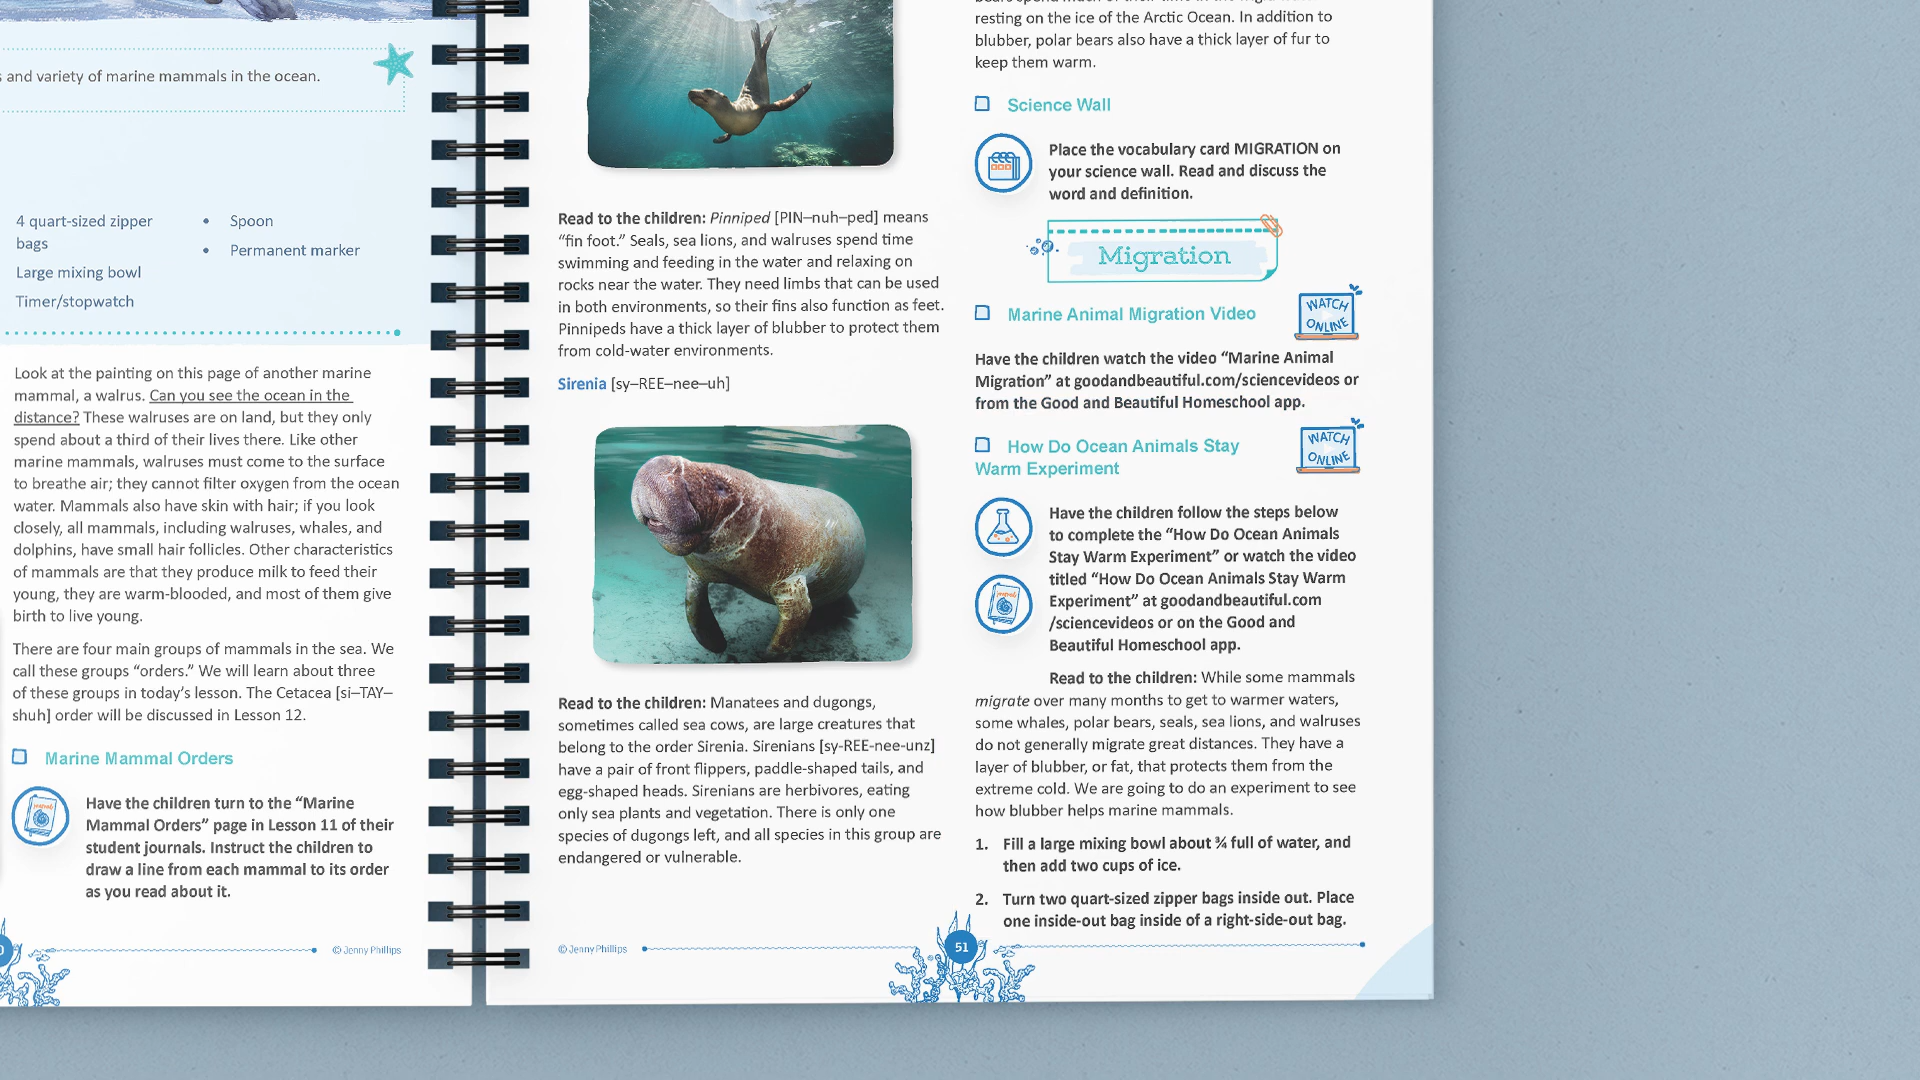 s and variety of marine mammals in the ocean.
4 quart-sized zipper
bags
Large mixing bowl
Timer/stopwatch
• Spoon
• Permanent marker
Look at the painting on this page of another marine
mammal, a walrus. Can you see the ocean in the
distance? These walruses are on land, but they only
spend about a third of their lives there. Like other
marine mammals, walruses must come to the surface
to breathe air; they cannot filter oxygen from the ocean
water. Mammals also have skin with hair; if you look
closely, all mammals, including walruses, whales, and
dolphins, have small hair follicles. Other characteristics
of mammals are that they produce milk to feed their
young, they are warm-blooded, and most of them give
birth to live young.
There are four main groups of mammals in the sea. We
call these groups “orders.” We will learn about three
of these groups in today’s lesson. The Cetacea [si–TAY–
shuh] order will be discussed in Lesson 12.
Marine Mammal Orders
Have the children turn to the “Marine
Mammal Orders” page in Lesson 11 of their
student journals. Instruct the children to
draw a line from each mammal to its order
as you read about it.
© Jenny Phillips
Read to the children: Pinniped [PIN–nuh–ped] means
“fin foot.” Seals, sea lions, and walruses spend time
swimming and feeding in the water and relaxing on
rocks near the water. They need limbs that can be used
in both environments, so their fins also function as feet.
Pinnipeds have a thick layer of blubber to protect them
from cold-water environments.
Sirenia [sy–REE–nee–uh]
Read to the children: Manatees and dugongs,
sometimes called sea cows, are large creatures that
belong to the order Sirenia. Sirenians [sy-REE-nee-unz]
have a pair of front flippers, paddle-shaped tails, and
egg-shaped heads. Sirenians are herbivores, eating
only sea plants and vegetation. There is only one
species of dugongs left, and all species in this group are
endangered or vulnerable.
resting on the ice of the Arctic Ocean. In addition to
blubber, polar bears also have a thick layer of fur to
keep them warm.
Science Wall
Place the vocabulary card MIGRATION on
your science wall. Read and discuss the
word and definition.
Migration
Marine Animal Migration Video
WATCH
ONLINE
Have the children watch the video “Marine Animal
Migration” at goodandbeautiful.com/sciencevideos or
from the Good and Beautiful Homeschool app.
How Do Ocean Animals Stay
Warm Experiment
WATCH
ONLINE
Have the children follow the steps below
to complete the “How Do Ocean Animals
Stay Warm Experiment” or watch the video
titled “How Do Ocean Animals Stay Warm
Experiment” at goodandbeautiful.com
/sciencevideos or on the Good and
Beautiful Homeschool app.
Read to the children: While some mammals
migrate over many months to get to warmer waters,
some whales, polar bears, seals, sea lions, and walruses
do not generally migrate great distances. They have a
layer of blubber, or fat, that protects them from the
extreme cold. We are going to do an experiment to see
how blubber helps marine mammals.
1. Fill a large mixing bowl about ¾ full of water, and
then add two cups of ice.
2. Turn two quart-sized zipper bags inside out. Place
one inside-out bag inside of a right-side-out bag.
© Jenny Phillips
51